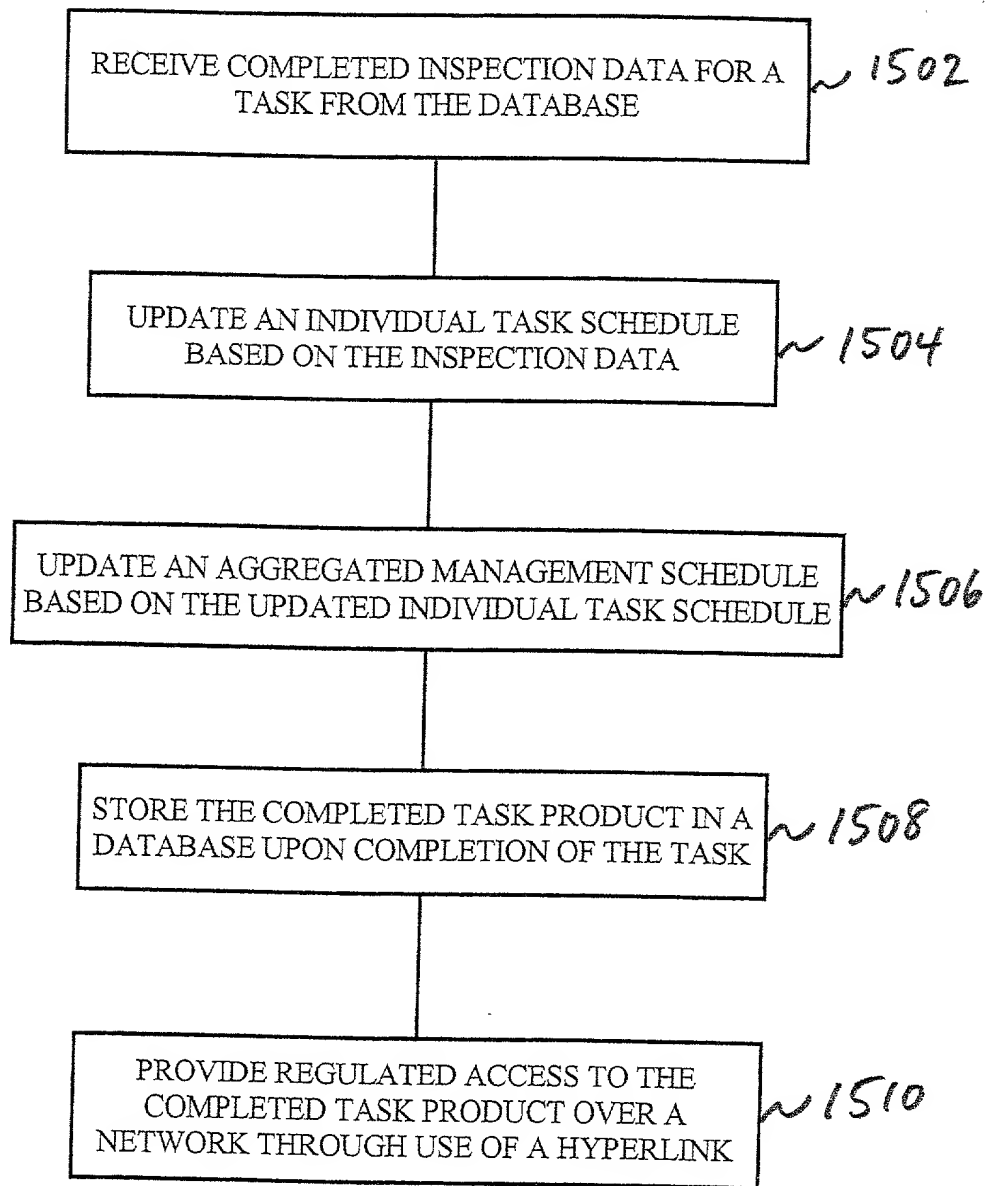 RECEIVE COMPLETED INSPECTION DATA FOR A
TASK FROM THE DATABASE
1502
UPDATE AN INDIVIDUAL TASK SCHEDULE
BASED ON THE INSPECTION DATA
1504
UPDATE AN AGGREGATED MANAGEMENT SCHEDULE
BASED ON THE UPDATED INDIVIDUAL TASK SCHEDULE
1506
STORE THE COMPLETED TASK PRODUCT IN A
DATABASE UPON COMPLETION OF THE TASK
1508
PROVIDE REGULATED ACCESS TO THE
COMPLETED TASK PRODUCT OVER A
NETWORK THROUGH USE OF A HYPERLINK
1510